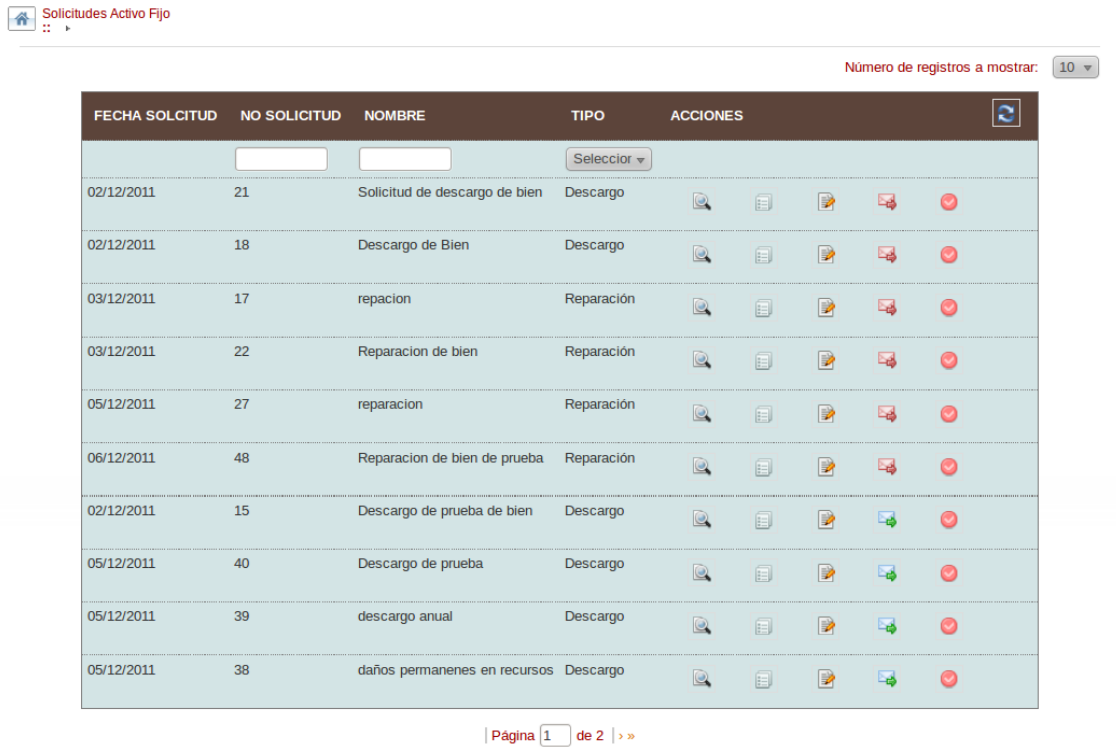 Solicitudes Activo Fijo
::
Número de registros a mostrar: 10
FECHA SOLCITUD NO SOLICITUD NOMBRE TIPO ACCIONES
Seleccior
02/12/2011 21 Solicitud de descargo de bien Descargo
02/12/2011 18 Descargo de Bien Descargo
03/12/2011 17 repacion Reparación
03/12/2011 22 Reparacion de bien Reparación
05/12/2011 27 reparacion Reparación
06/12/2011 48 Reparacion de bien de prueba Reparación
02/12/2011 15 Descargo de prueba de bien Descargo
05/12/2011 40 Descargo de prueba Descargo
05/12/2011 39 descargo anual Descargo
05/12/2011 38 daños permanenes en recursos Descargo
| Página 1 de 2 | › »